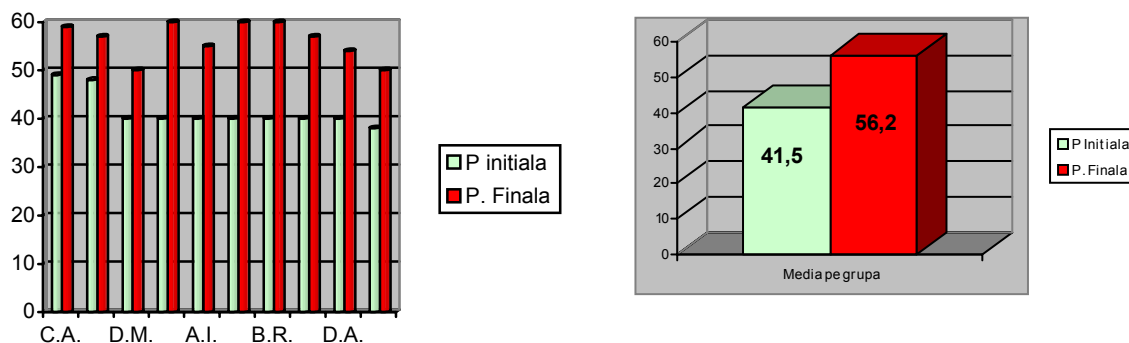 60
50
40
30
20
10
0
C.A. D.M. A.I. B.R. D.A.
P initiala
P. Finala
60
50
40
30
20
10
0
41,5
56,2
Media pe grupa
P Initiala
P. Finala